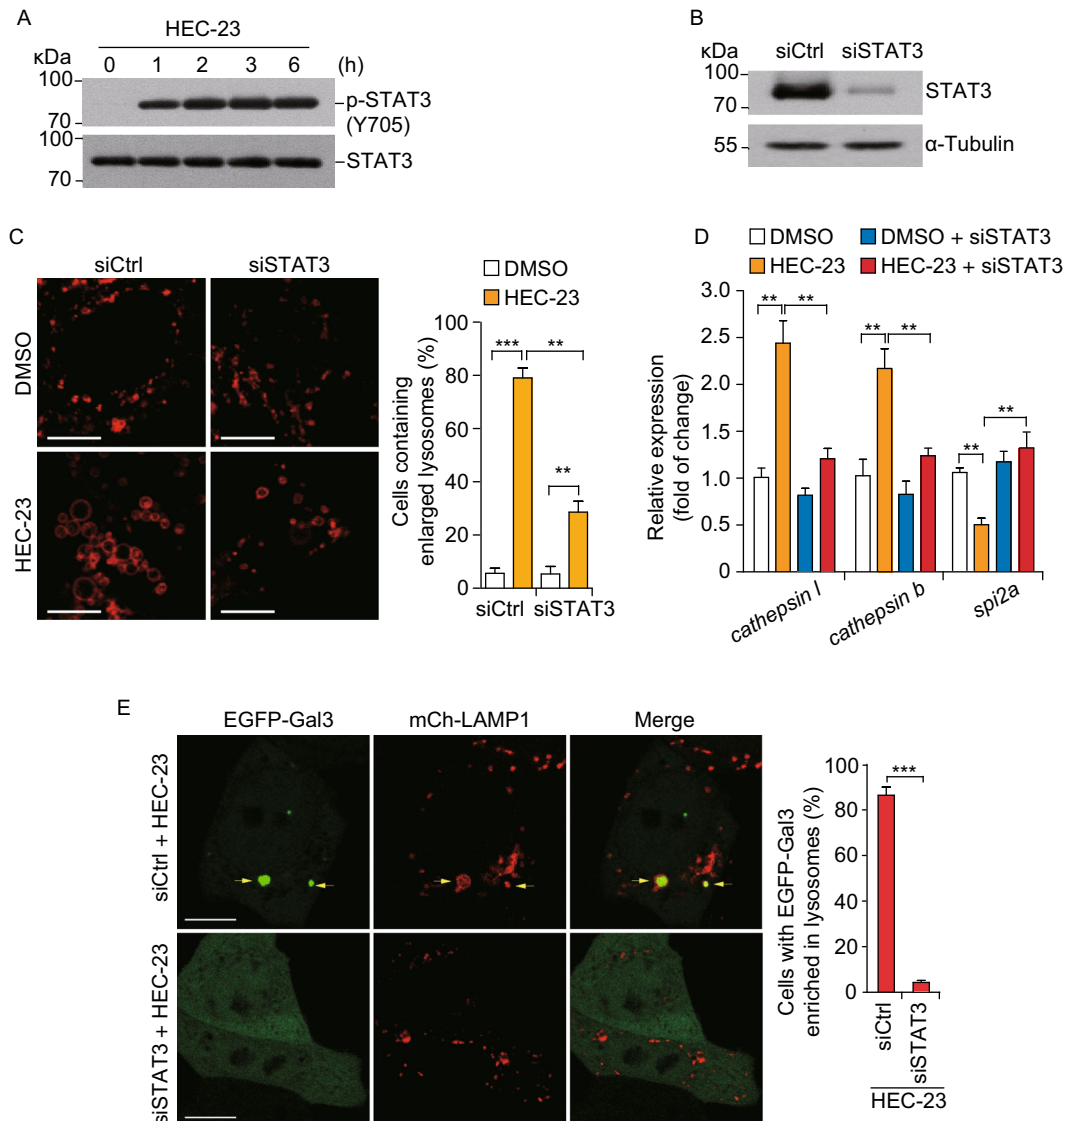 A
HEC-23
κDa
0 1 2 3 6 (h)
100
70
p-STAT3
(Y705)
100
70
STAT3
B
κDa
siCtrl siSTAT3
100
70
STAT3
55
α-Tubulin
C
siCtrl siSTAT3
DMSO
HEC-23
DMSO
HEC-23
Cells containing
enlarged lysosomes (%)
100
80
60
40
20
0
*** **
**
siCtrl siSTAT3
D
DMSO DMSO + siSTAT3
HEC-23 HEC-23 + siSTAT3
Relative expression
(fold of change)
3.0
2.5
2.0
1.5
1.0
0.5
0
** **
** **
** **
cathepsin l
cathepsin b
spi2a
E
EGFP-Gal3 mCh-LAMP1 Merge
siCtrl + HEC-23
siSTAT3 + HEC-23
Cells with EGFP-Gal3
enriched in lysosomes (%)
100
80
60
40
20
0
***
siCtrl
siSTAT3
HEC-23